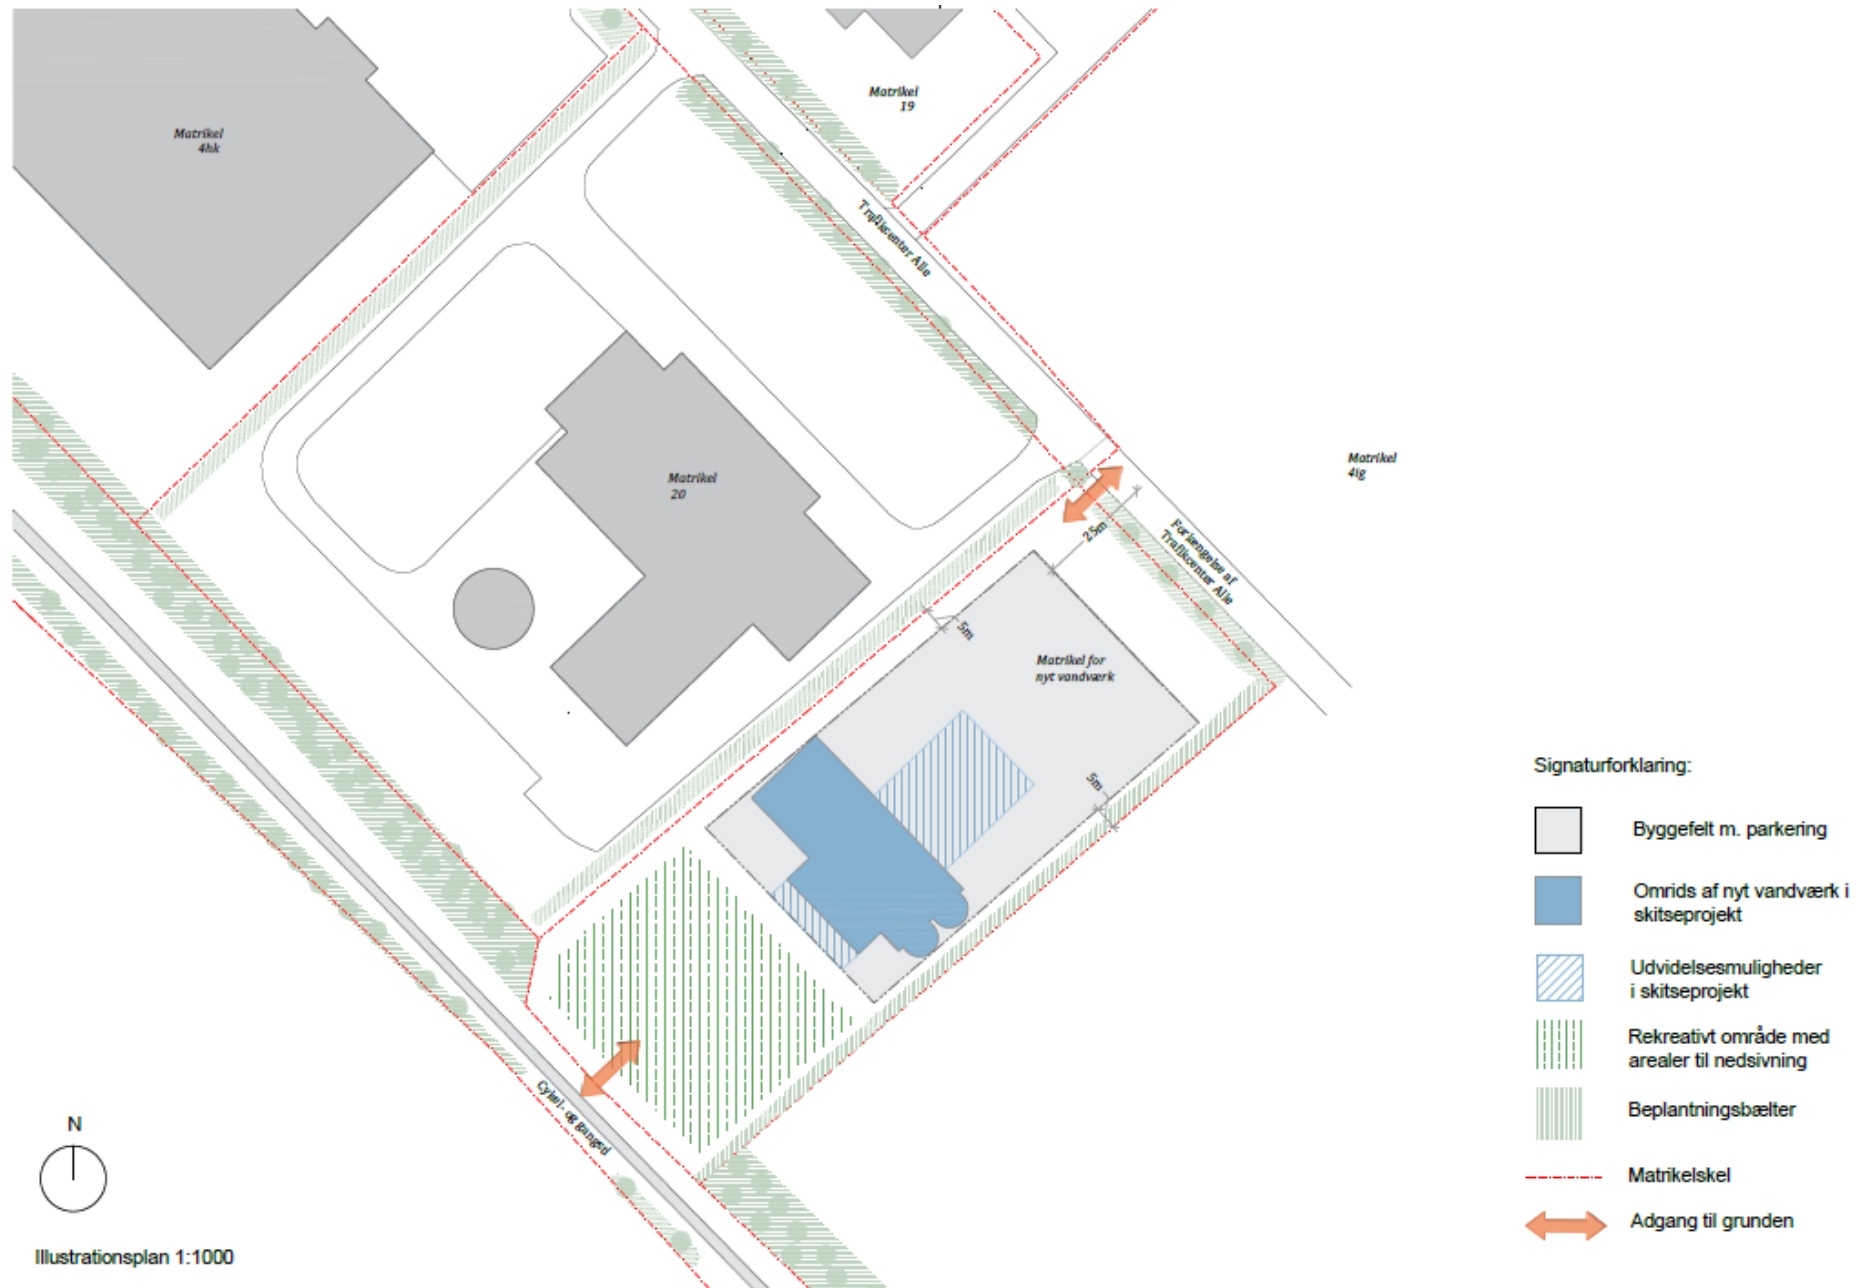 Matrikel
19
Matrikel
4hk
Trafikcenter Alle
Matrikel
4ig
Matrikel
20
25m
Forlængelse af
Trafikcenter Alle
5m
Matrikel for
nyt vandværk
5m
Cykel- og gangsti
N
Illustrationsplan 1:1000
Signaturforklaring:
Byggefelt m. parkering
Omrids af nyt vandværk i
skitseprojekt
Udvidelsesmuligheder
i skitseprojekt
Rekreativt område med
arealer til nedsivning
Beplantningsbælter
Matrikelskel
Adgang til grunden